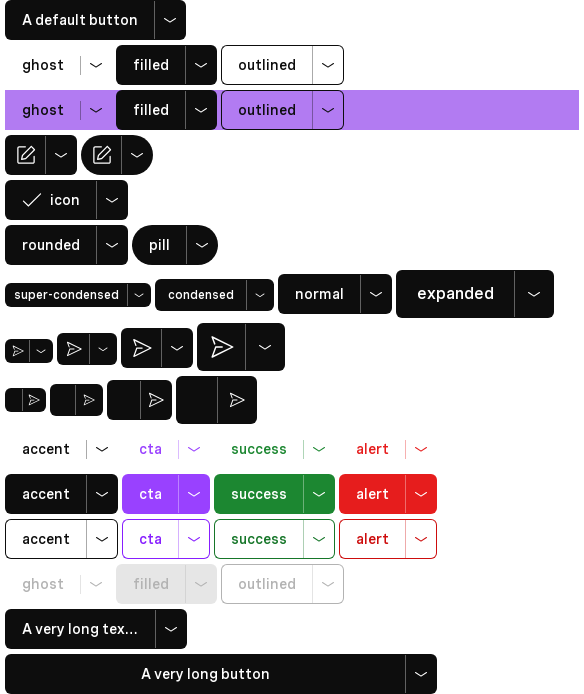 A default button
ghost filled outlined
ghost filled outlined
icon
rounded pill
super-condensed condensed normal expanded
accent cta success alert
accent cta success alert
accent cta success alert
ghost filled outlined
A very long tex...
A very long button